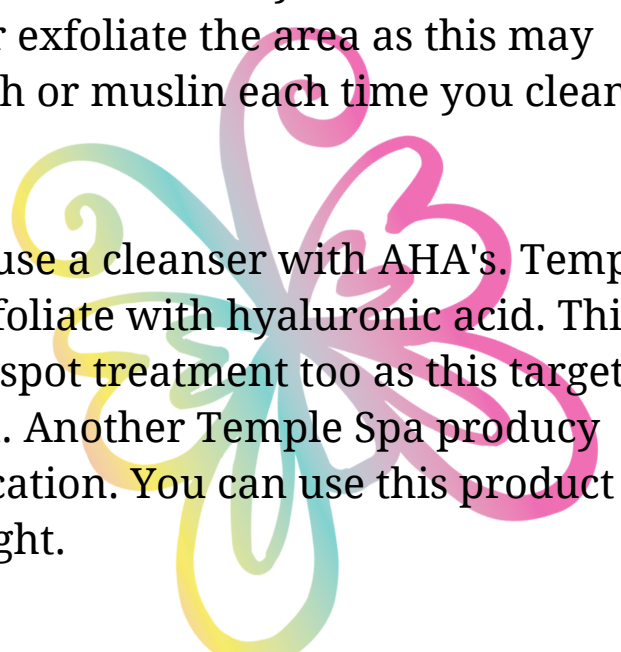 exfoliate the area as this may
or muslin each time you clean
use a cleanser with AHA's. Temp
foliate with hyaluronic acid. Thi
spot treatment too as this target
. Another Temple Spa producy
cation. You can use this product
ght.